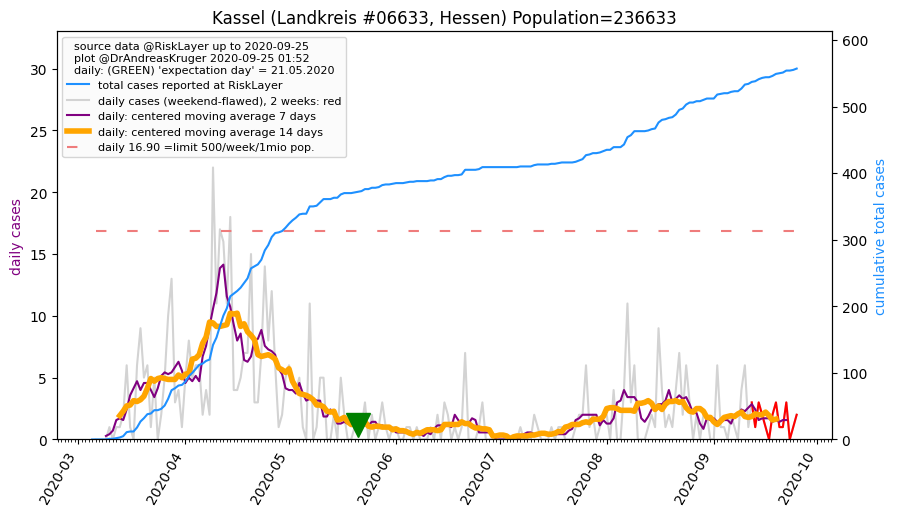 Kassel (Landkreis #06633, Hessen) Population=236633
source data @RiskLayer up to 2020-09-25
plot @DrAndreasKruger 2020-09-25 01:52
daily: (GREEN) 'expectation day' = 21.05.2020
total cases reported at RiskLayer
daily cases (weekend-flawed), 2 weeks: red
daily: centered moving average 7 days
daily: centered moving average 14 days
daily 16.90 =limit 500/week/1mio pop.
daily cases
30
25
20
15
10
5
0
cumulative total cases
600
500
400
300
200
100
0
2020-03
2020-04
2020-05
2020-06
2020-07
2020-08
2020-09
2020-10